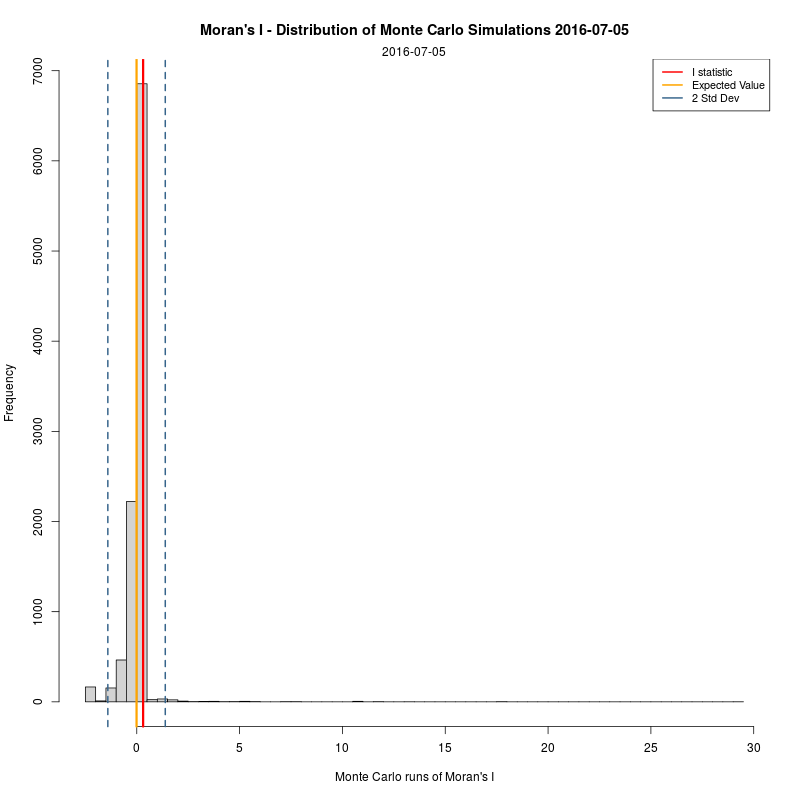 Moran's I - Distribution of Monte Carlo Simulations 2016-07-05
2016-07-05
I statistic
Expected Value
2 Std Dev
Frequency
7000
6000
5000
4000
3000
2000
1000
0
0 5 10 15 20 25 30
Monte Carlo runs of Moran's I